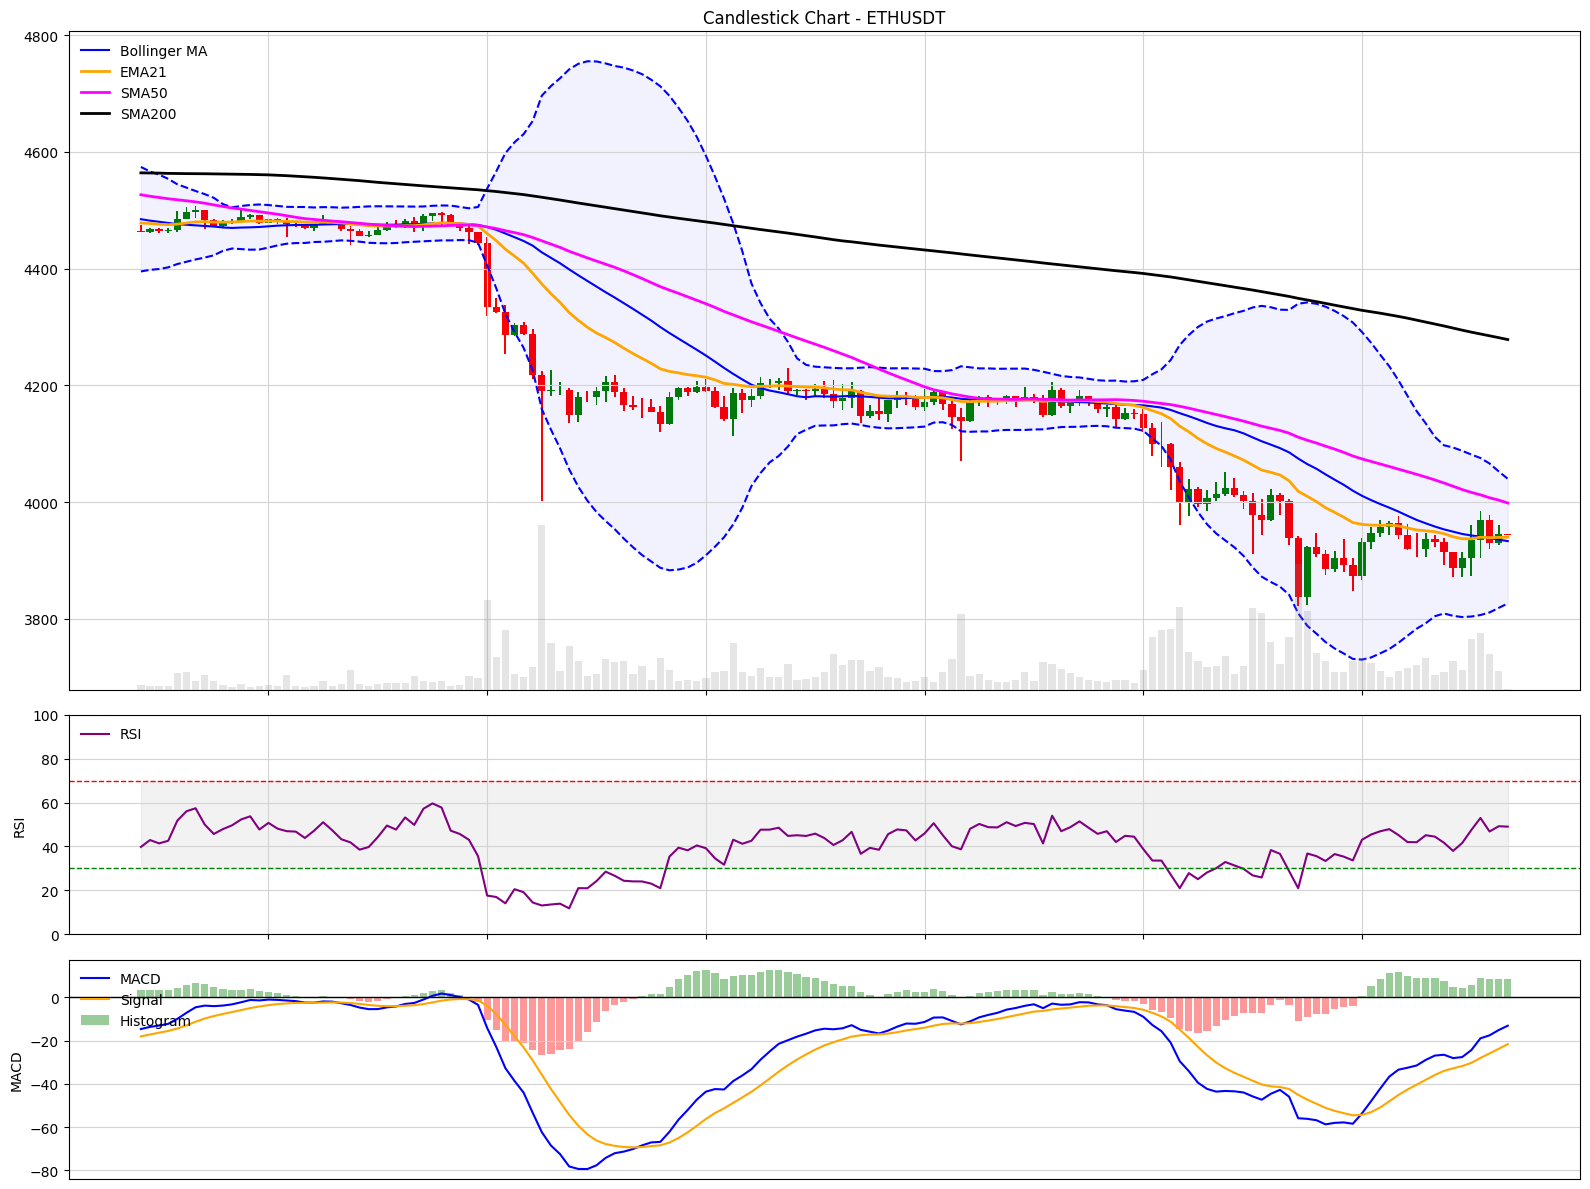 Candlestick Chart - ETHUSDT
4800
4600
4400
4200
4000
3800
Bollinger MA
EMA21
SMA50
SMA200
100
80
60
40
20
0
RSI
RSI
0
−20
−40
−60
−80
MACD
MACD
Signal
Histogram